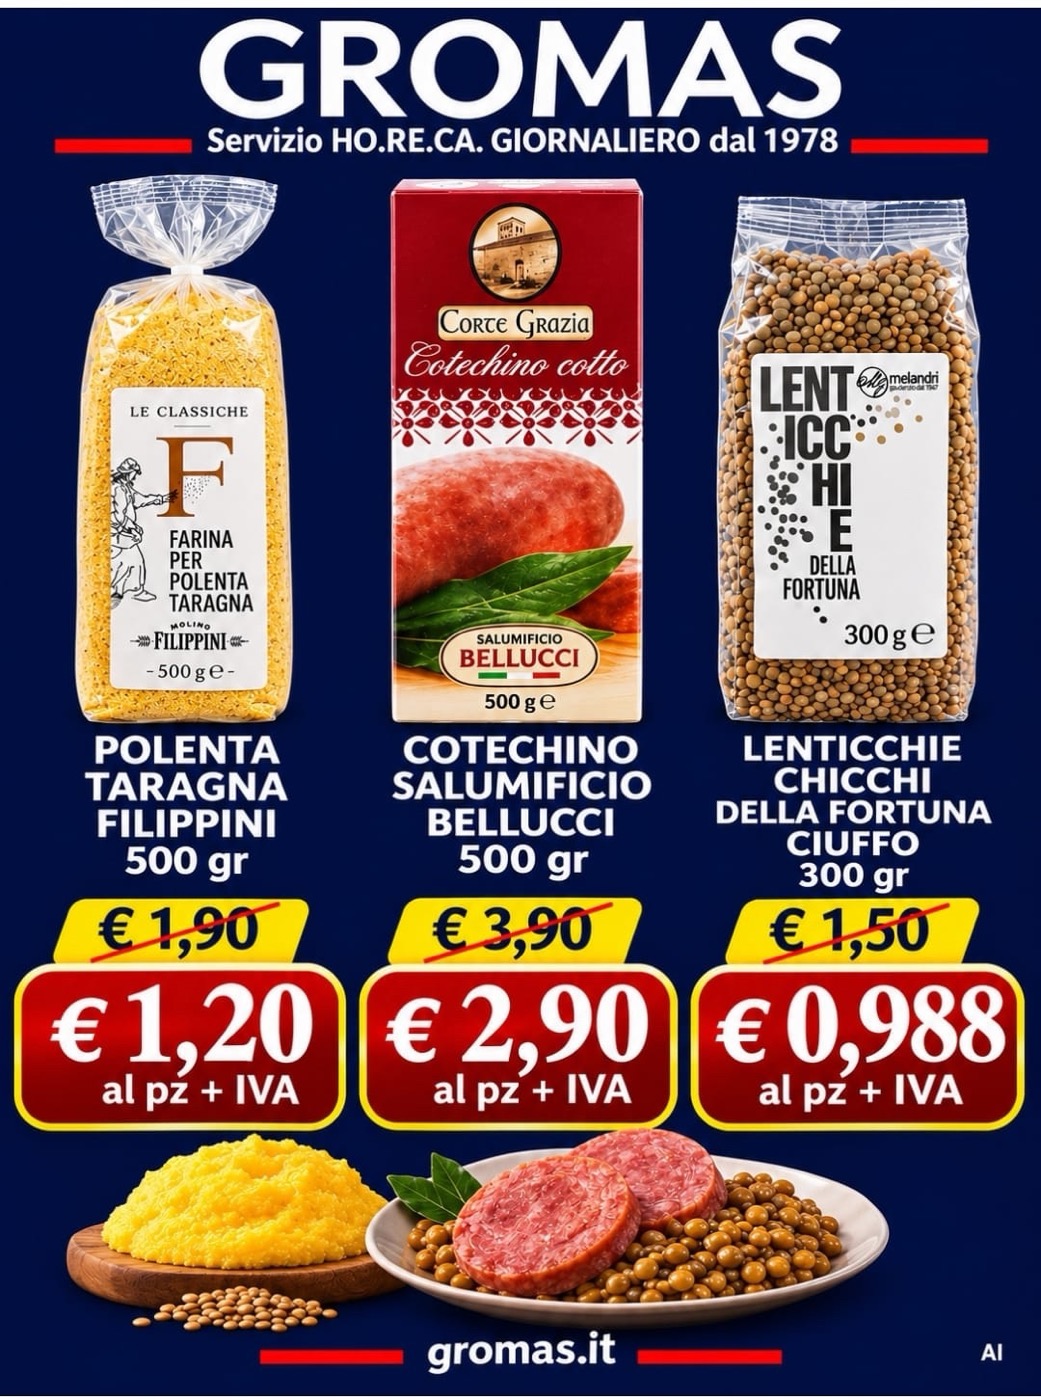 GROMAS
Servizio HO.RE.CA. GIORNALIERO dal 1978
LE CLASSICHE
F
FARINA
PER
POLENTA
TARAGNA
MOLINO
FILIPPINI
- 500 g e -
CORTE GRAZIA
Cotechino cotto
SALUMIFICIO
BELLUCCI
500 g e
LENT
ICC
HI
E
DELLA
FORTUNA
melandri
300 g e
POLENTA
TARAGNA
FILIPPINI
500 gr
COTECHINO
SALUMIFICIO
BELLUCCI
500 gr
LENTICCHIE
CHICCHI
DELLA FORTUNA
CIUFFO
300 gr
€ 1,90
€ 3,90
€ 1,50
€ 1,20
al pz + IVA
€ 2,90
al pz + IVA
€ 0,988
al pz + IVA
gromas.it
AI